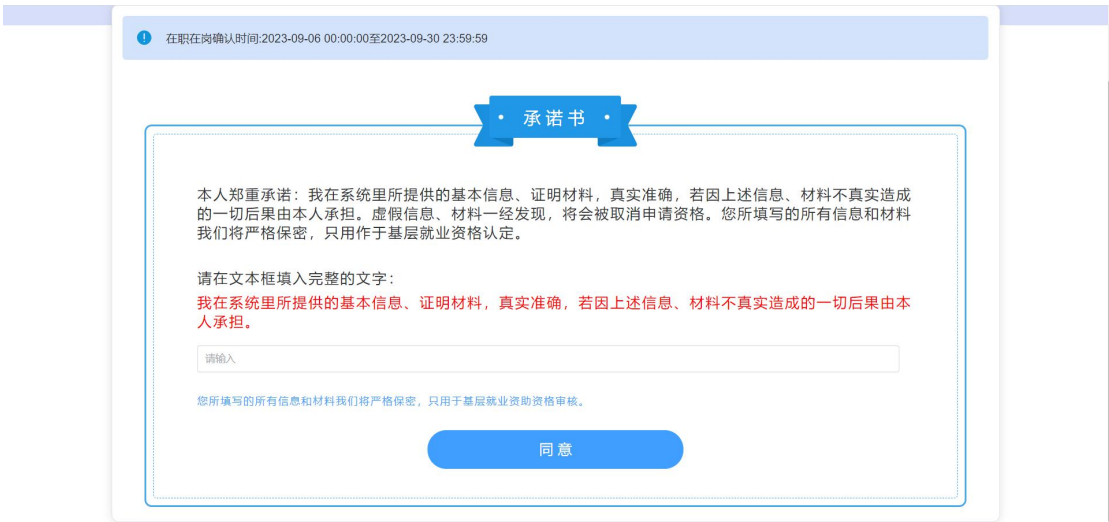 在职在岗确认时间:2023-09-06 00:00:00至2023-09-30 23:59:59
· 承诺书 ·
本人郑重承诺：我在系统里所提供的基本信息、证明材料，真实准确，若因上述信息、材料不真实造成
的一切后果由本人承担。虚假信息、材料一经发现，将会被取消申请资格。您所填写的所有信息和材料
我们将严格保密，只用作于基层就业资格认定。
请在文本框填入完整的文字：
我在系统里所提供的基本信息、证明材料，真实准确，若因上述信息、材料不真实造成的一切后果由本
人承担。
请输入
您所填写的所有信息和材料我们将严格保密，只用于基层就业资助资格审核。
同意